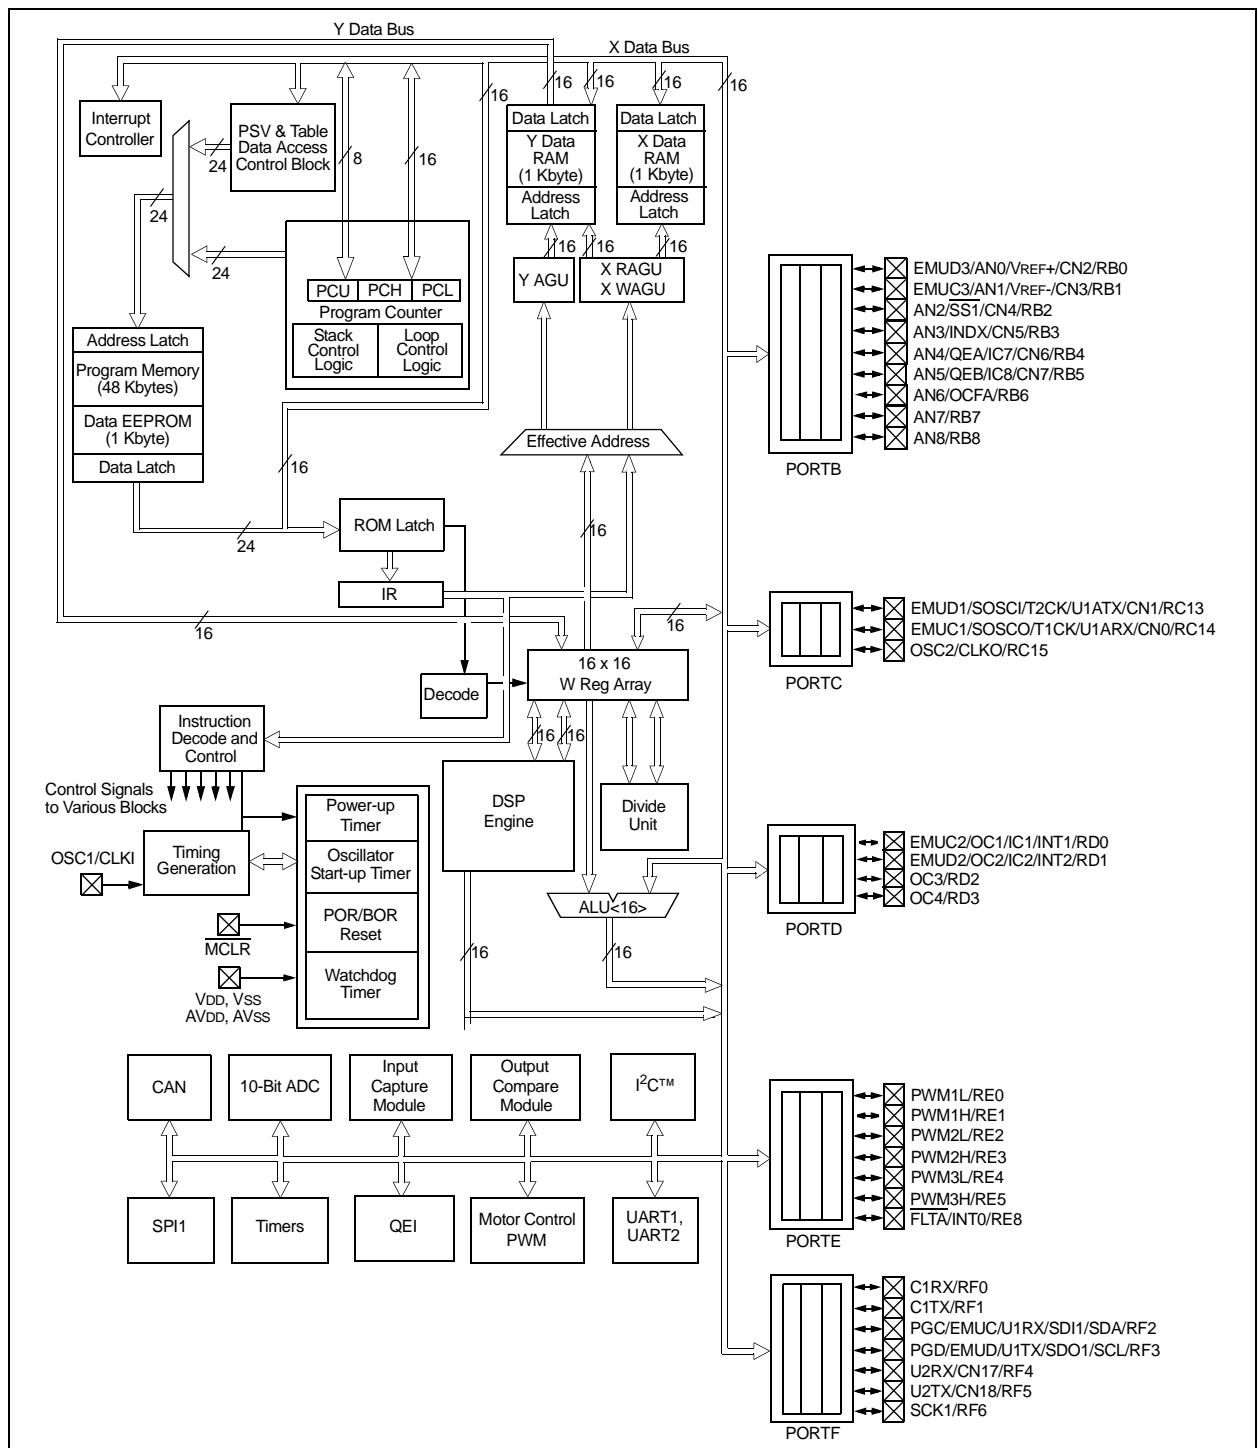 Y Data Bus
X Data Bus
16
16
16
16
16
Interrupt
Controller
PSV & Table
Data Access
Control Block
8
16
24
24
24
Data Latch
Y Data
RAM
(1 Kbyte)
Address
Latch
Data Latch
X Data
RAM
(1 Kbyte)
Address
Latch
16
16
16
Y AGU
X RAGU
X WAGU
PCU
PCH
PCL
Program Counter
Stack
Control
Logic
Loop
Control
Logic
Address Latch
Program Memory
(48 Kbytes)
Data EEPROM
(1 Kbyte)
Data Latch
Effective Address
16
24
ROM Latch
16
IR
16
16
16 x 16
W Reg Array
Decode
Instruction
Decode and
Control
16
16
Control Signals
to Various Blocks
DSP
Engine
Divide
Unit
Power-up
Timer
OSC1/CLKI
Timing
Generation
Oscillator
Start-up Timer
ALU<16>
POR/BOR
Reset
MCLR
16
16
Watchdog
Timer
VDD, VSS
AVDD, AVSS
CAN
10-Bit ADC
Input
Capture
Module
Output
Compare
Module
I2C™
SPI1
Timers
QEI
Motor Control
PWM
UART1,
UART2
EMUD3/AN0/VREF+/CN2/RB0
EMUC3/AN1/VREF-/CN3/RB1
AN2/SS1/CN4/RB2
AN3/INDX/CN5/RB3
AN4/QEA/IC7/CN6/RB4
AN5/QEB/IC8/CN7/RB5
AN6/OCFA/RB6
AN7/RB7
AN8/RB8
PORTB
EMUD1/SOSCI/T2CK/U1ATX/CN1/RC13
EMUC1/SOSCO/T1CK/U1ARX/CN0/RC14
OSC2/CLKO/RC15
PORTC
EMUC2/OC1/IC1/INT1/RD0
EMUD2/OC2/IC2/INT2/RD1
OC3/RD2
OC4/RD3
PORTD
PWM1L/RE0
PWM1H/RE1
PWM2L/RE2
PWM2H/RE3
PWM3L/RE4
PWM3H/RE5
FLTA/INT0/RE8
PORTE
C1RX/RF0
C1TX/RF1
PGC/EMUC/U1RX/SDI1/SDA/RF2
PGD/EMUD/U1TX/SDO1/SCL/RF3
U2RX/CN17/RF4
U2TX/CN18/RF5
SCK1/RF6
PORTF